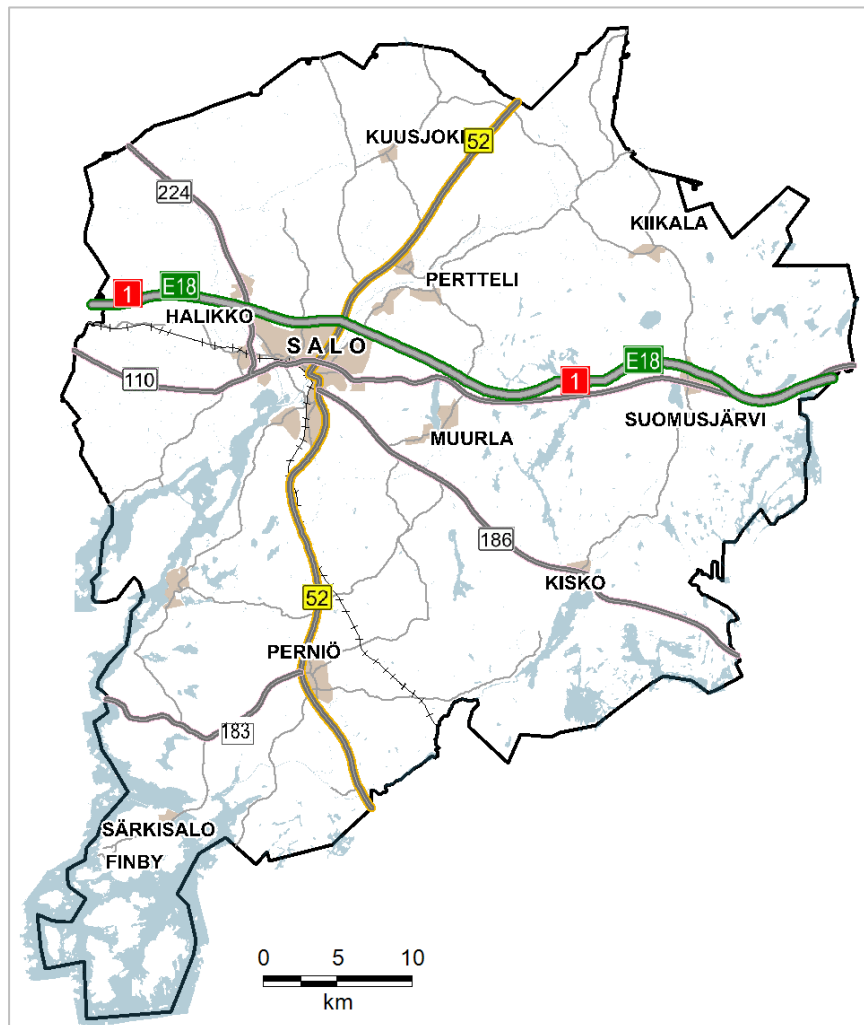 KUUSJOKI
52
224
KIIKALA
PERTTELI
1
E18
HALIKKO
SALO
E18
1
110
SUOMUSJÄRVI
MUURLA
186
KISKO
52
PERNIÖ
183
SÄRKISALO
FINBY
0 5 10
km